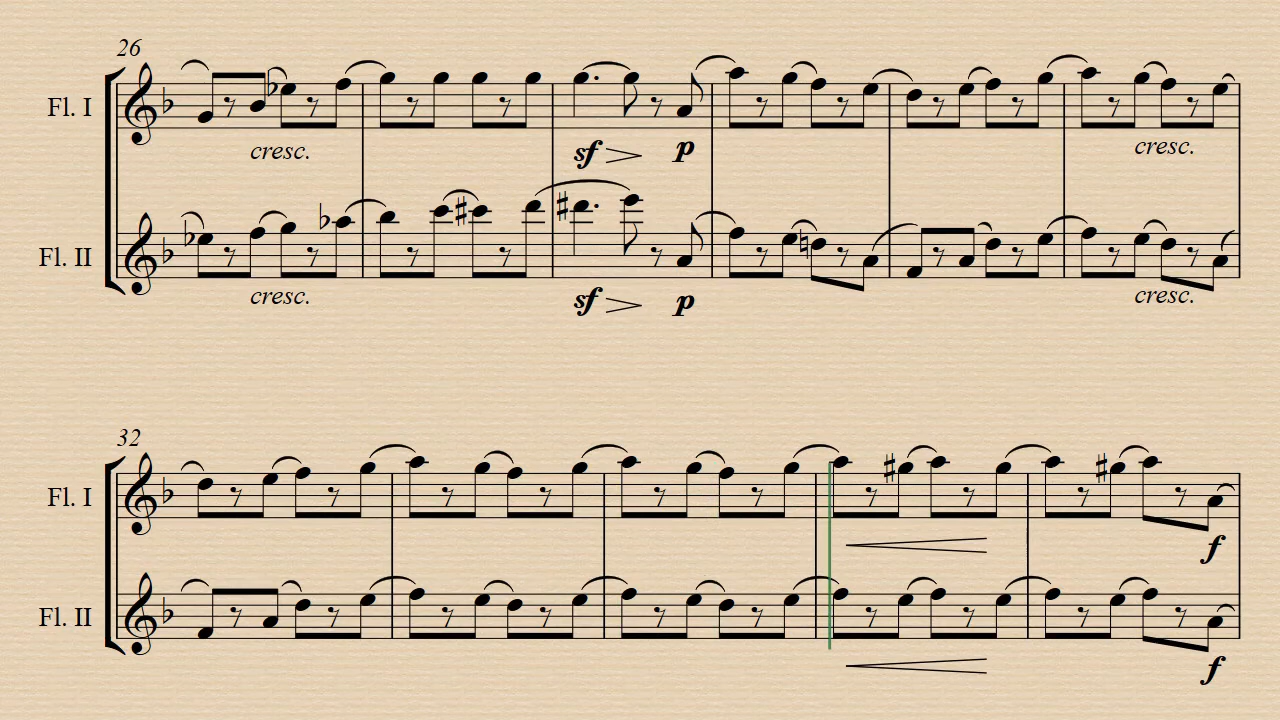 26
Fl. I
cresc.
sf
p
cresc.
Fl. II
cresc.
sf
p
cresc.
32
Fl. I
f
Fl. II
f